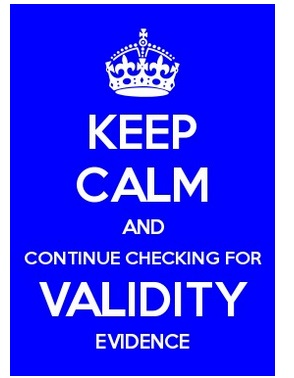 KEEP
CALM
AND
CONTINUE CHECKING FOR
VALIDITY
EVIDENCE